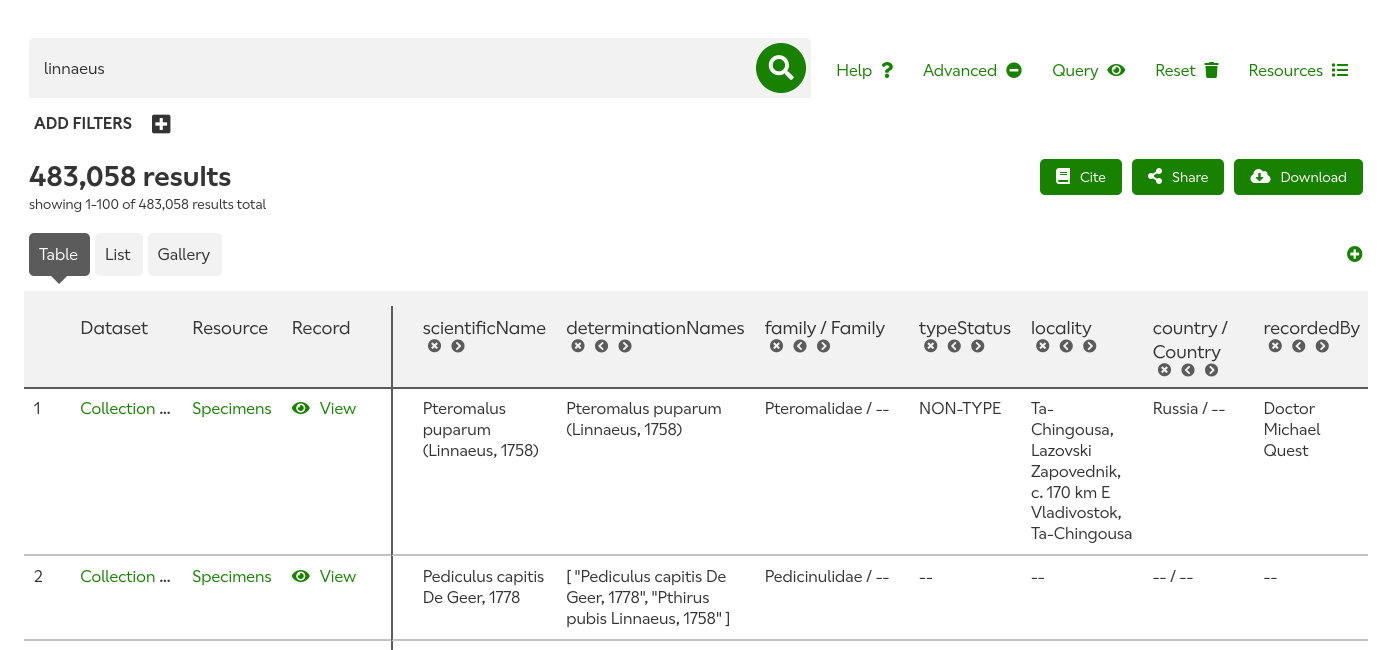 linnaeus
Help ? Advanced Query Reset Resources
ADD FILTERS
483,058 results
showing 1-100 of 483,058 results total
Cite Share Download
Table List Gallery
Dataset Resource Record scientificName determinationNames family / Family typeStatus locality country / Country recordedBy
1 Collection ... Specimens View
Pteromalus
puparum
(Linnaeus, 1758)
Pteromalus puparum
(Linnaeus, 1758)
Pteromalidae / --
NON-TYPE
Ta-
Chingousa,
Lazovski
Zapovednik,
c. 170 km E
Vladivostok,
Ta-Chingousa
Russia / --
Doctor
Michael
Quest
2 Collection ... Specimens View
Pediculus capitis
De Geer, 1778
[ "Pediculus capitis De
Geer, 1778", "Pthirus
pubis Linnaeus, 1758" ]
Pedicinulidae / --
--
--
-- / --
--